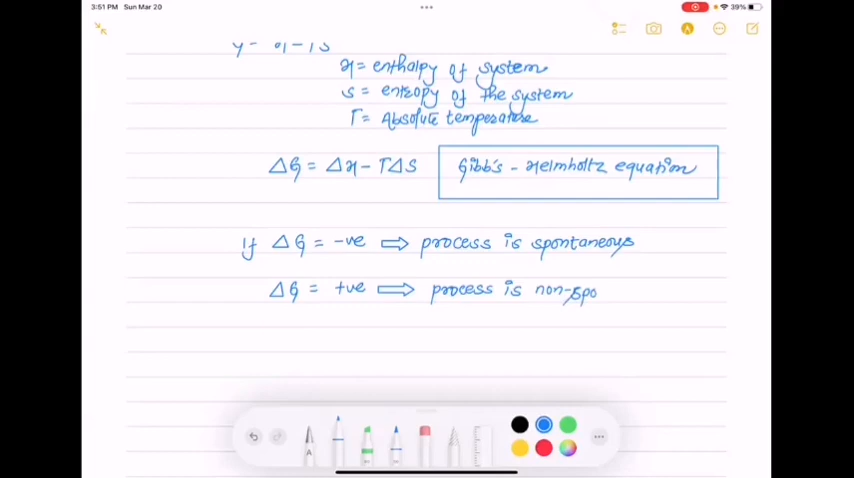 3:51 PM Sun Mar 20
39%
H = enthalpy of system
S = entropy of the system
T = Absolute temperature
ΔG = ΔH - TΔS Gibb's - Helmholtz equation
If ΔG = -ve ⇒ process is spontaneous
ΔG = +ve ⇒ process is non-spo
A